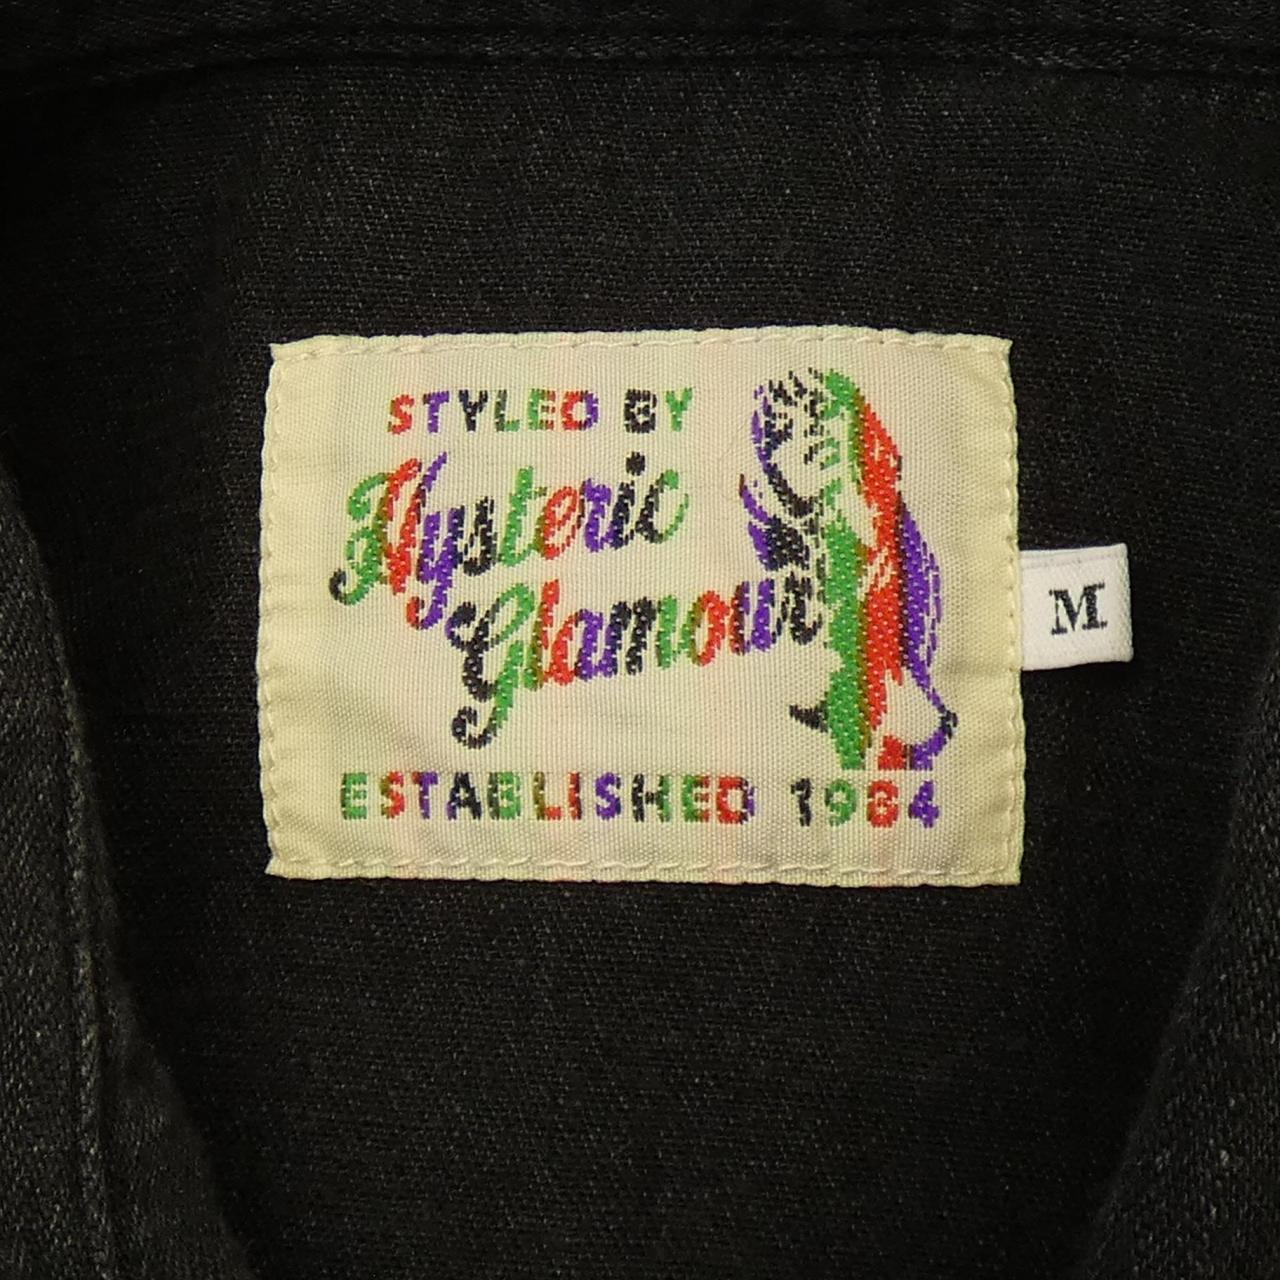 STYLED BY
Hysteric
Glamour
ESTABLISHED 1984
M